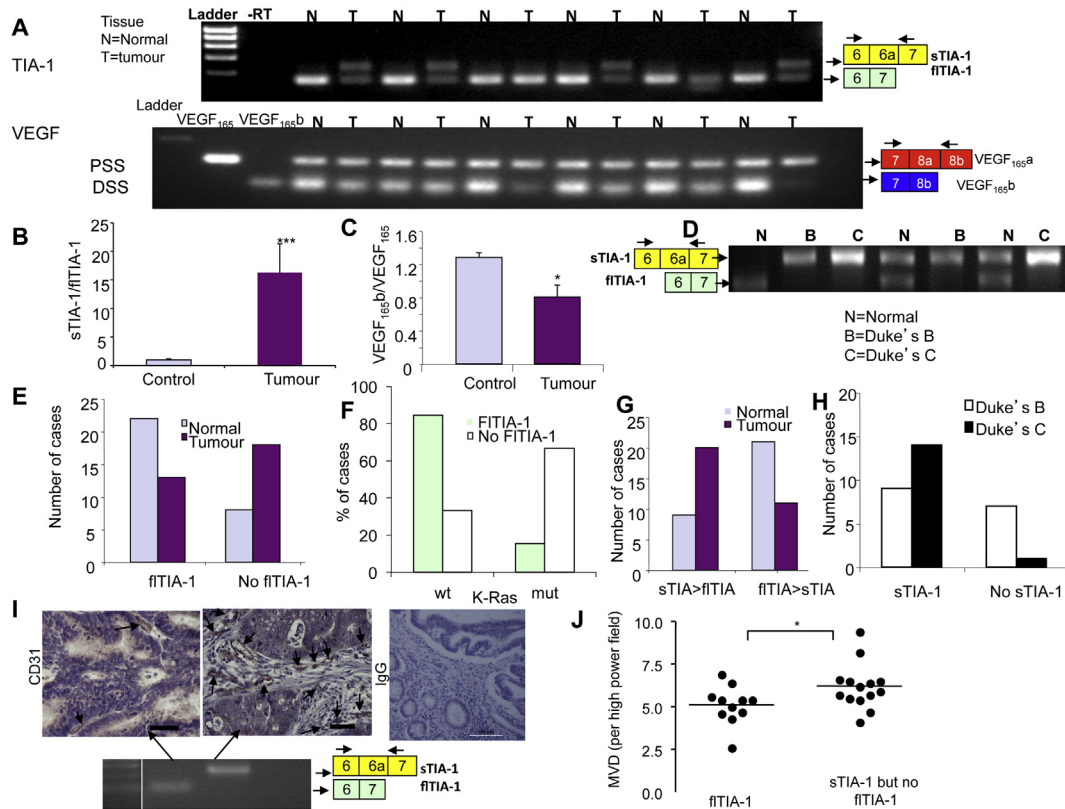 A
Tissue
N=Normal
T=tumour
Ladder -RT N T N T N T N T N T N T
TIA-1
6 6a 7
sTIA-1
flTIA-1
6 7
Ladder
VEGF165 VEGF165b N T N T N T N T N T N T
VEGF
PSS
DSS
7 8a 8b VEGF165a
7 8b VEGF165b
B
sTIA-1/flTIA-1
25
20
15
10
5
0
***
Control Tumour
C
VEGF165b/VEGF165
1.6
1.2
0.8
0.4
0
*
Control Tumour
D
N B C N B N C
sTIA-1 6 6a 7
flTIA-1 6 7
N=Normal
B=Duke's B
C=Duke's C
E
Number of cases
25
20
15
10
5
0
Normal
Tumour
flTIA-1 No flTIA-1
F
% of cases
100
80
60
40
20
0
FlTIA-1
No FlTIA-1
wt K-Ras mut
G
Number of cases
30
25
20
15
10
5
0
Normal
Tumour
sTIA>flTIA flTIA>sTIA
H
Number of cases
20
15
10
5
0
Duke's B
Duke's C
sTIA-1 No sTIA-1
I
CD31
IgG
6 6a 7
sTIA-1
flTIA-1
6 7
J
MVD (per high power field)
10.0
7.5
5.0
2.5
0.0
*
flTIA-1
sTIA-1 but no
flTIA-1